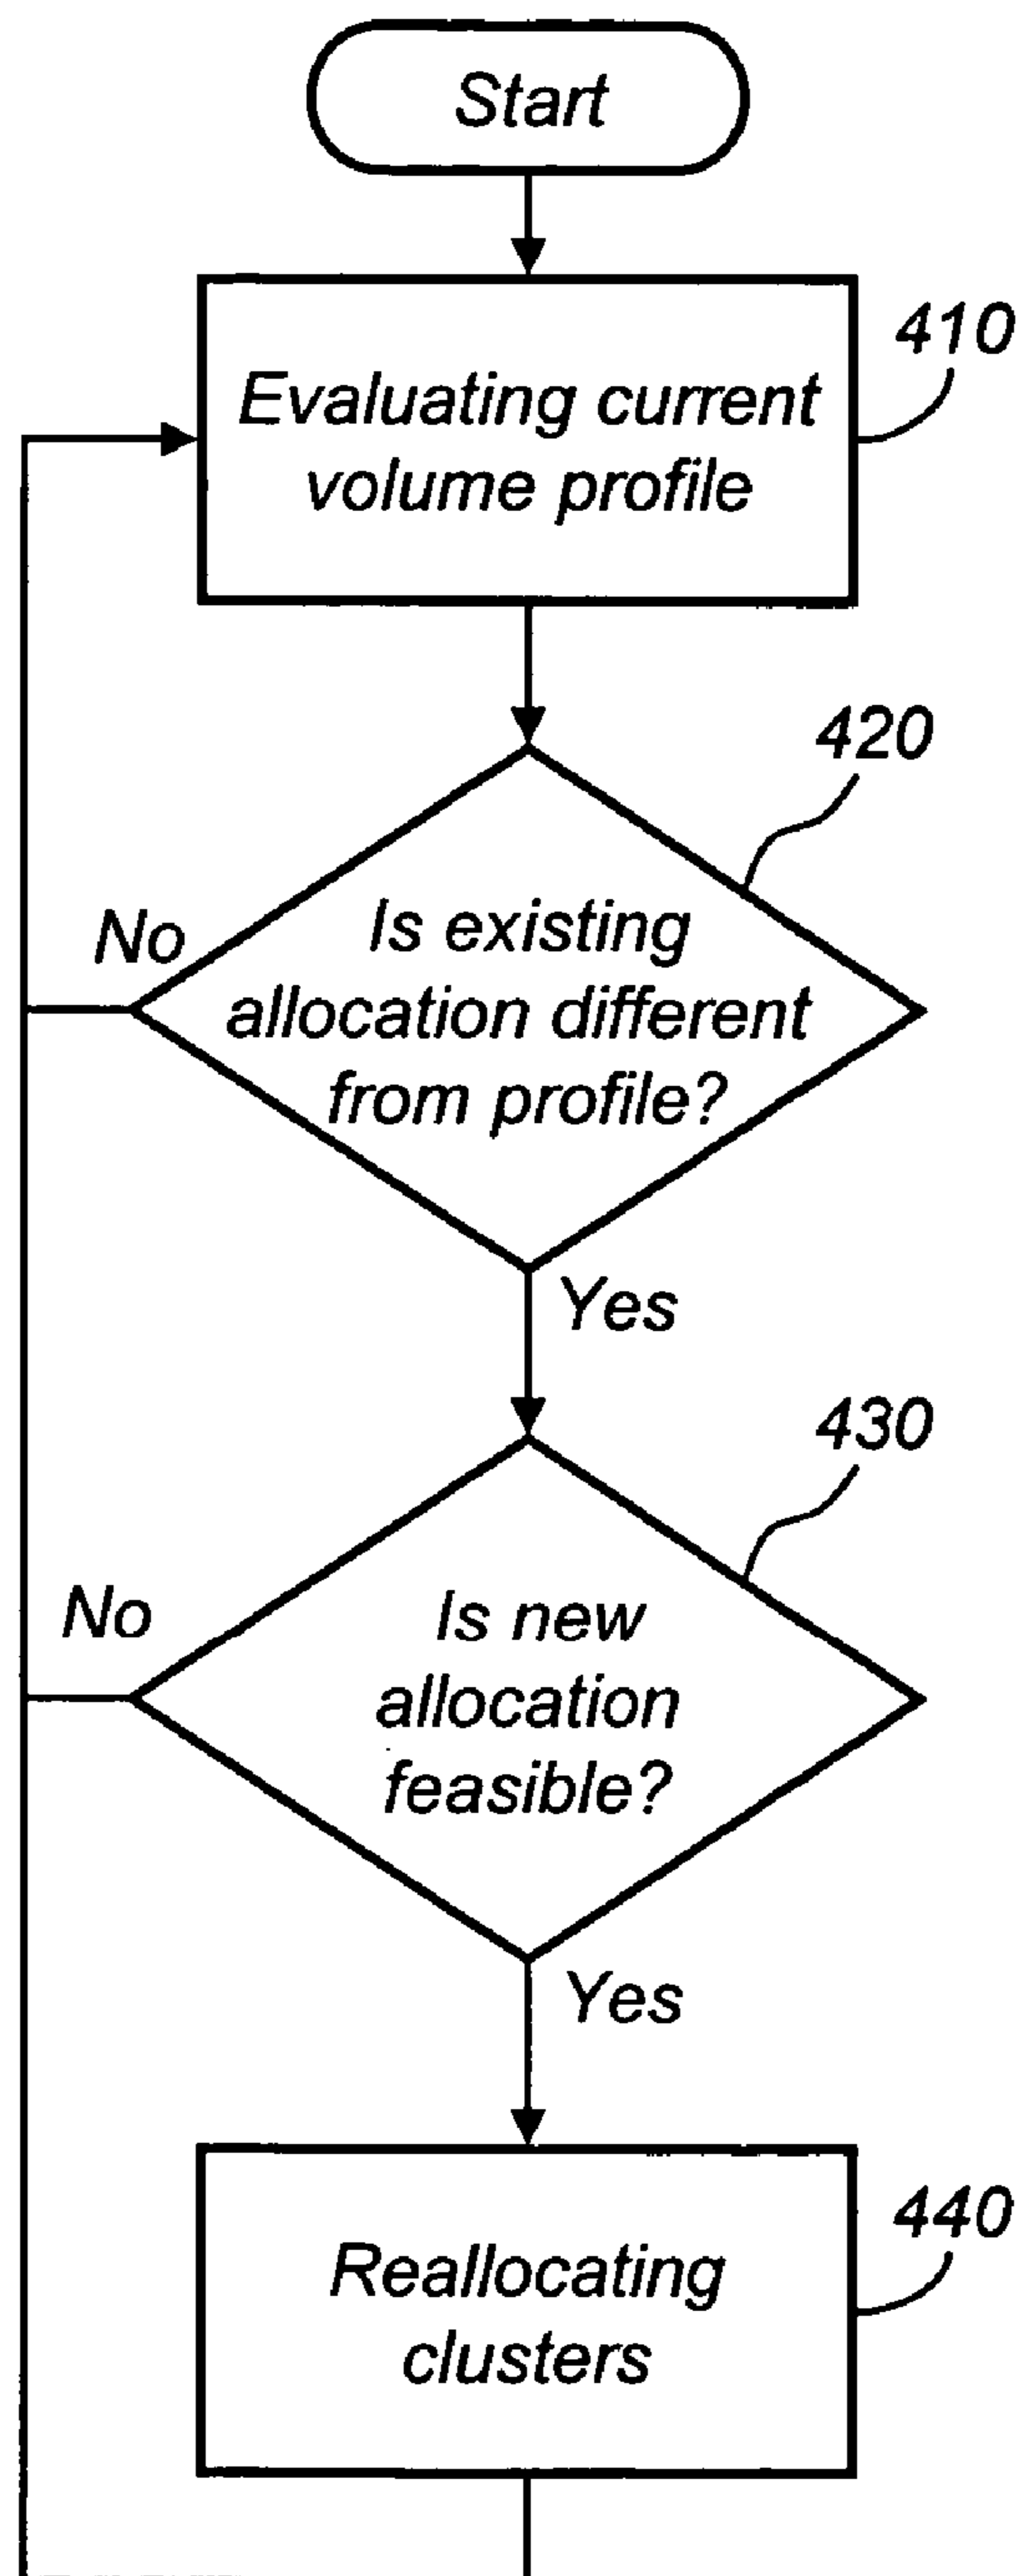 Start
410
Evaluating current
volume profile
420
No
Is existing
allocation different
from profile?
Yes
430
No
Is new
allocation
feasible?
Yes
440
Reallocating
clusters